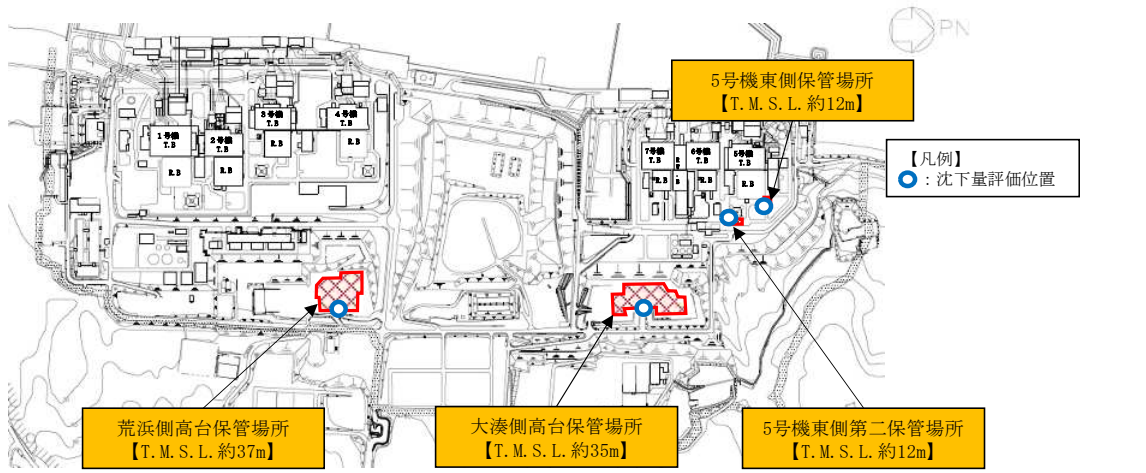 PN
5号機東側保管場所
【T.M.S.L.約12m】
【凡例】
：沈下量評価位置
1号機
T.B
2号機
T.B
3号機
T.B
4号機
T.B
R.B
R.B
R.B
R.B
7号機
T.B
6号機
T.B
5号機
T.B
R.B
R.B
R.B
荒浜側高台保管場所
【T.M.S.L.約37m】
大湊側高台保管場所
【T.M.S.L.約35m】
5号機東側第二保管場所
【T.M.S.L.約12m】